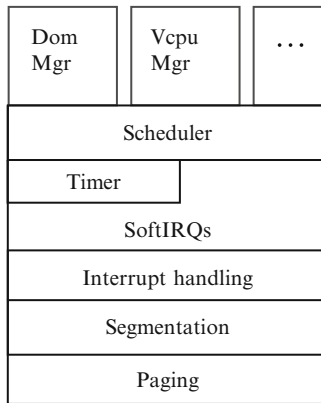 Dom
Mgr
Vcpu
Mgr
...
Scheduler
Timer
SoftIRQs
Interrupt handling
Segmentation
Paging